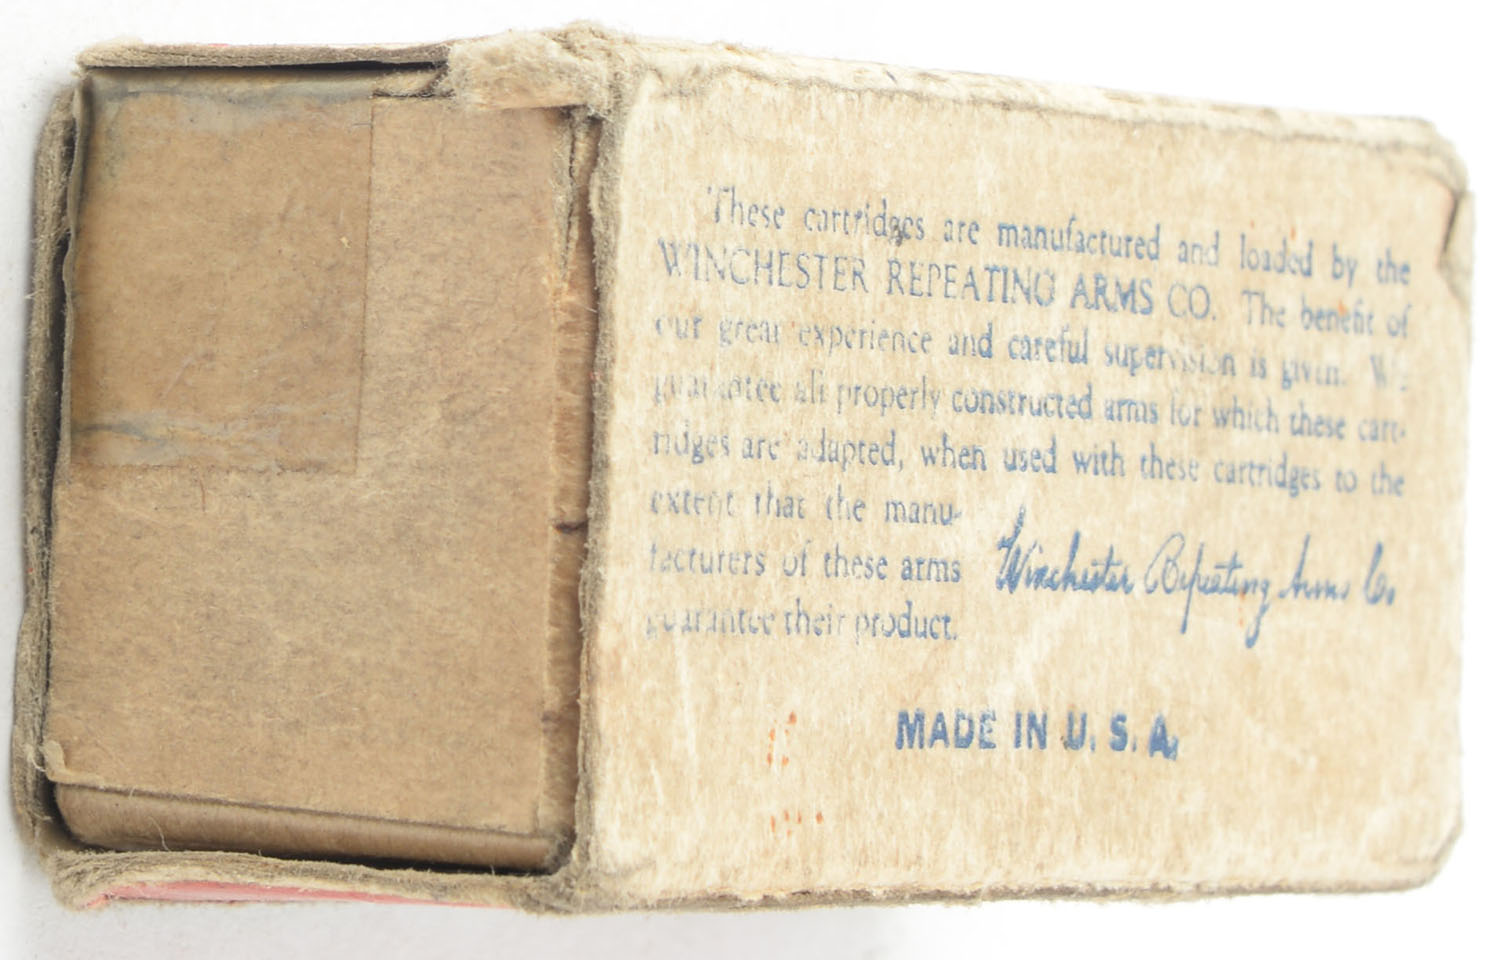 These cartridges are manufactured and loaded by the
WINCHESTER REPEATING ARMS CO. The benefit of
our great experience and careful supervision is given. We
guarantee all properly constructed arms for which these cart-
ridges are adapted, when used with these cartridges to the
extent that the manu-
facturers of these arms
guarantee their product.
Winchester Repeating Arms Co.
MADE IN U. S. A.